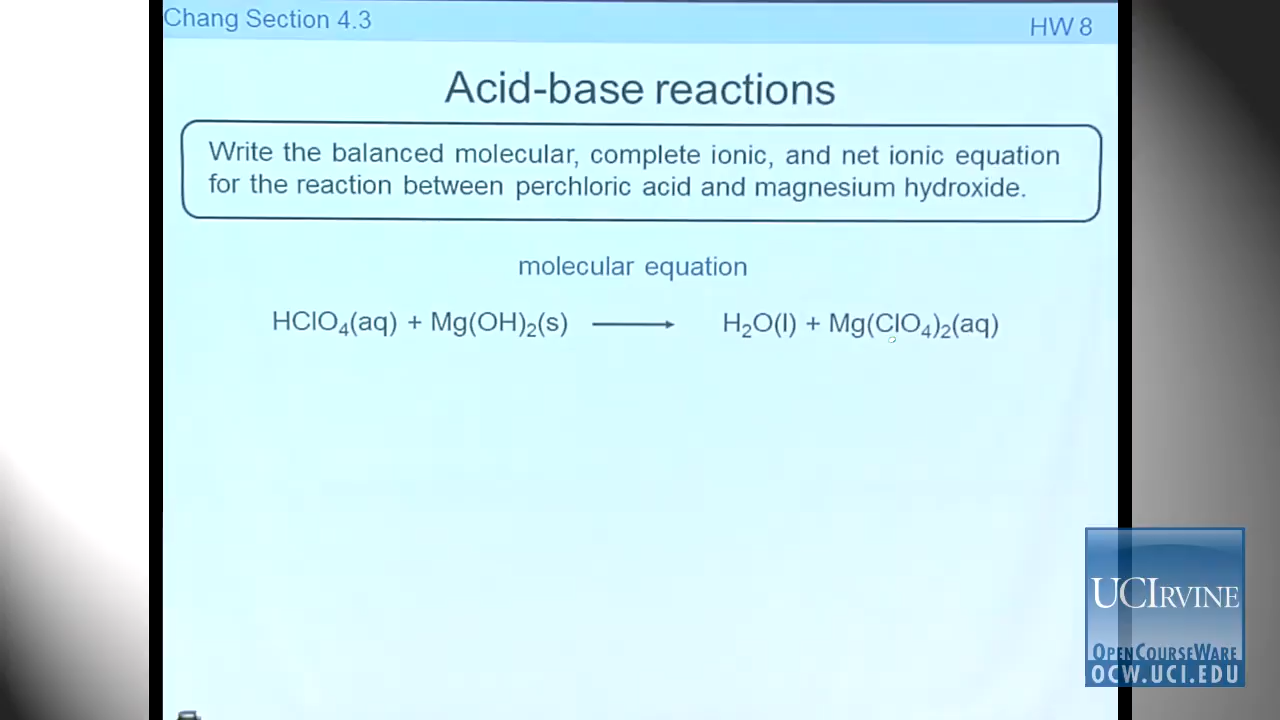 Chang Section 4.3
HW 8
Acid-base reactions
Write the balanced molecular, complete ionic, and net ionic equation
for the reaction between perchloric acid and magnesium hydroxide.
molecular equation
HClO₄(aq) + Mg(OH)₂(s) ⟶ H₂O(l) + Mg(ClO₄)₂(aq)
UCIRVINE
OPENCOURSEWARE
OCW.UCI.EDU